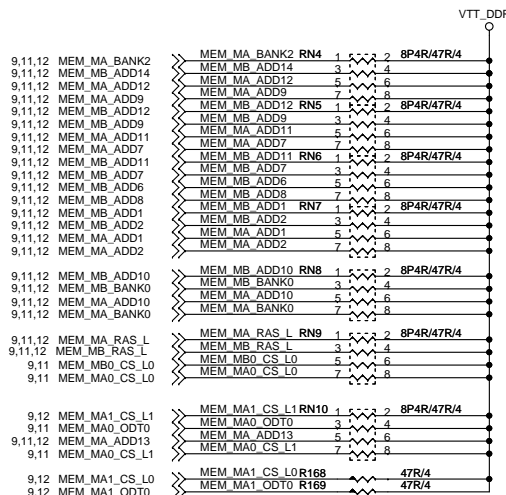 VTT_DDR
9,11,12 MEM_MA_BANK2 MEM_MA_BANK2 RN4 1 2 8P4R/47R/4
9,11,12 MEM_MB_ADD14 MEM_MB_ADD14 3 4
9,11,12 MEM_MA_ADD12 MEM_MA_ADD12 5 6
9,11,12 MEM_MA_ADD9 MEM_MA_ADD9 7 8
9,11,12 MEM_MB_ADD12 MEM_MB_ADD12 RN5 1 2 8P4R/47R/4
9,11,12 MEM_MB_ADD9 MEM_MB_ADD9 3 4
9,11,12 MEM_MA_ADD11 MEM_MA_ADD11 5 6
9,11,12 MEM_MA_ADD7 MEM_MA_ADD7 7 8
9,11,12 MEM_MB_ADD11 MEM_MB_ADD11 RN6 1 2 8P4R/47R/4
9,11,12 MEM_MB_ADD7 MEM_MB_ADD7 3 4
9,11,12 MEM_MB_ADD6 MEM_MB_ADD6 5 6
9,11,12 MEM_MB_ADD8 MEM_MB_ADD8 7 8
9,11,12 MEM_MB_ADD1 MEM_MB_ADD1 RN7 1 2 8P4R/47R/4
9,11,12 MEM_MB_ADD2 MEM_MB_ADD2 3 4
9,11,12 MEM_MA_ADD1 MEM_MA_ADD1 5 6
9,11,12 MEM_MA_ADD2 MEM_MA_ADD2 7 8
9,11,12 MEM_MB_ADD10 MEM_MB_ADD10 RN8 1 2 8P4R/47R/4
9,11,12 MEM_MB_BANK0 MEM_MB_BANK0 3 4
9,11,12 MEM_MA_ADD10 MEM_MA_ADD10 5 6
9,11,12 MEM_MA_BANK0 MEM_MA_BANK0 7 8
9,11,12 MEM_MA_RAS_L MEM_MA_RAS_L RN9 1 2 8P4R/47R/4
9,11,12 MEM_MB_RAS_L MEM_MB_RAS_L 3 4
9,11 MEM_MB0_CS_L0 MEM_MB0_CS_L0 5 6
9,11 MEM_MA0_CS_L0 MEM_MA0_CS_L0 7 8
9,12 MEM_MA1_CS_L1 MEM_MA1_CS_L1 RN10 1 2 8P4R/47R/4
9,11 MEM_MA0_ODT0 MEM_MA0_ODT0 3 4
9,11,12 MEM_MA_ADD13 MEM_MA_ADD13 5 6
9,11 MEM_MA0_CS_L1 MEM_MA0_CS_L1 7 8
9,12 MEM_MA1_CS_L0 MEM_MA1_CS_L0 R168 47R/4
9,12 MEM_MA1_ODT0 MEM_MA1_ODT0 R169 47R/4